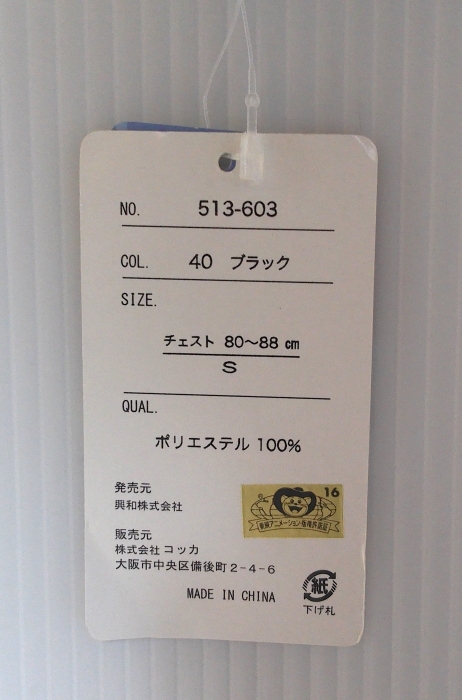 NO. 513-603
COL. 40 ブラック
SIZE.
チェスト 80～88 cm
S
QUAL.
ポリエステル 100%
発売元
興和株式会社
16
販売元
株式会社 コッカ
大阪市中央区備後町2-4-6
MADE IN CHINA
紙
下げ札